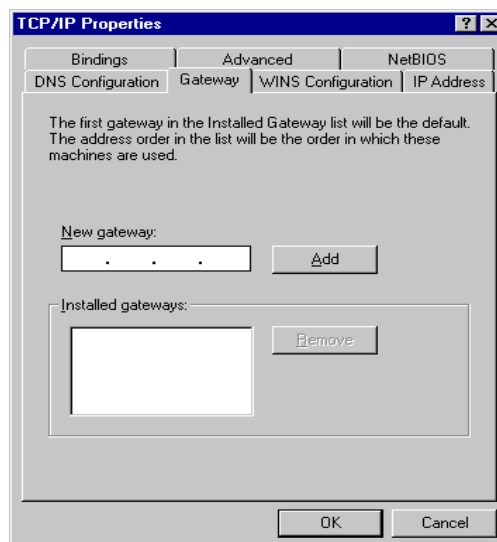 TCP/IP Properties
Bindings Advanced NetBIOS
DNS Configuration Gateway WINS Configuration IP Address
The first gateway in the Installed Gateway list will be the default.
The address order in the list will be the order in which these
machines are used.
New gateway:
. . .
Add
Installed gateways:
Remove
OK Cancel